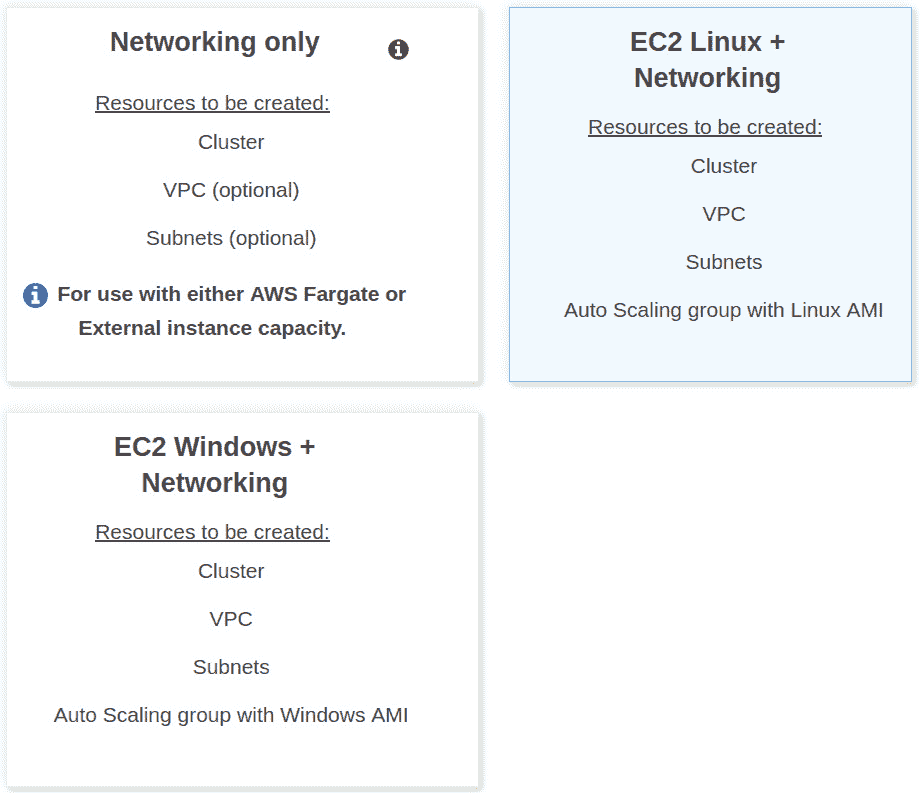 Networking only
Resources to be created:
Cluster
VPC (optional)
Subnets (optional)
For use with either AWS Fargate or
External instance capacity.
EC2 Linux +
Networking
Resources to be created:
Cluster
VPC
Subnets
Auto Scaling group with Linux AMI
EC2 Windows +
Networking
Resources to be created:
Cluster
VPC
Subnets
Auto Scaling group with Windows AMI